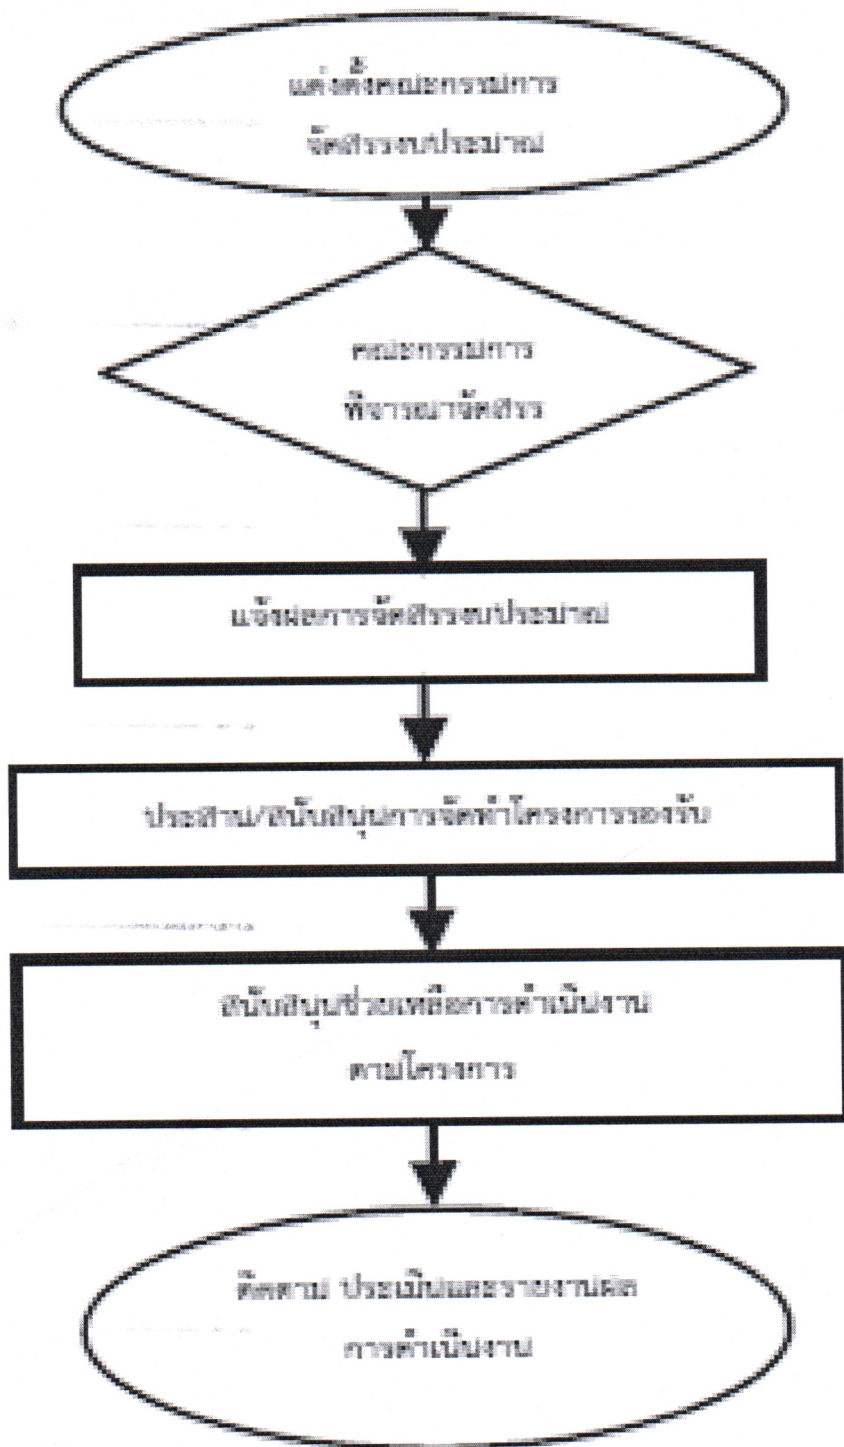 แต่งตั้งคณะกรรมการ
จัดสรรงบประมาณ
คณะกรรมการ
พิจารณาจัดสรร
แจ้งผลการจัดสรรงบประมาณ
ประสาน/สนับสนุนการจัดทำโครงการรองรับ
สนับสนุนช่วยเหลือการดำเนินงาน
ตามโครงการ
ติดตาม ประเมินและรายงานผล
การดำเนินงาน